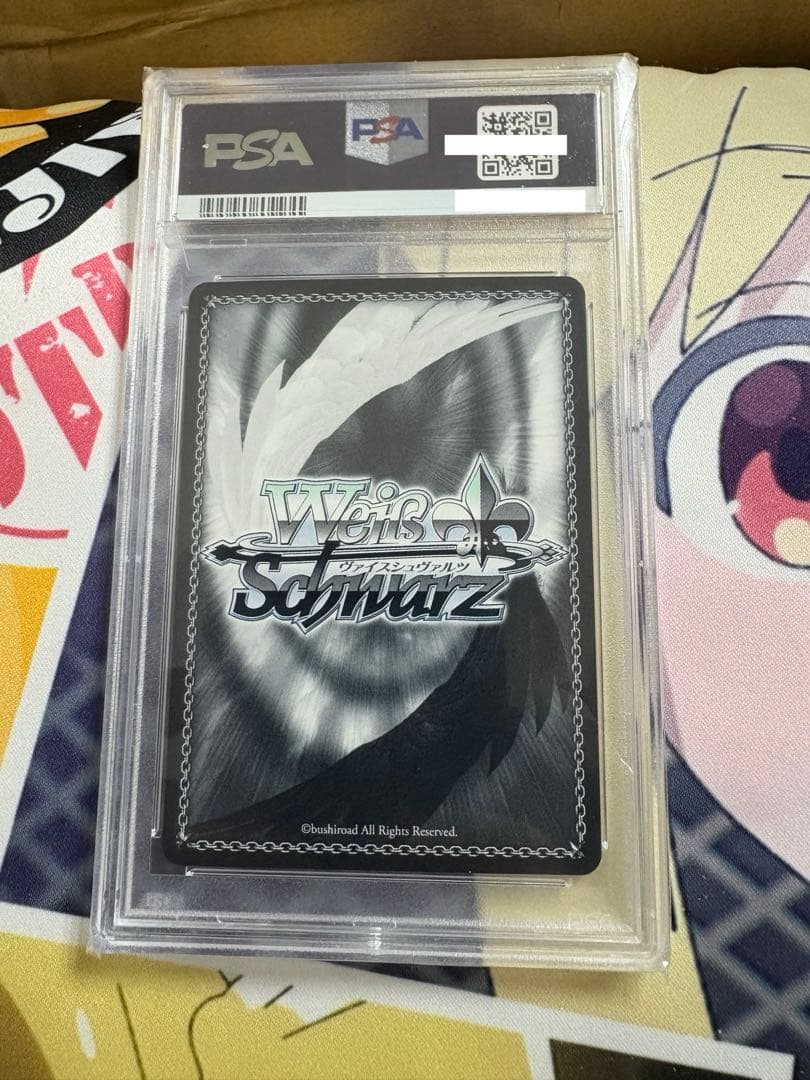 PSA
PSA
Weiß
ヴァイスシュヴァルツ
Schwarz
©bushiroad All Rights Reserved.